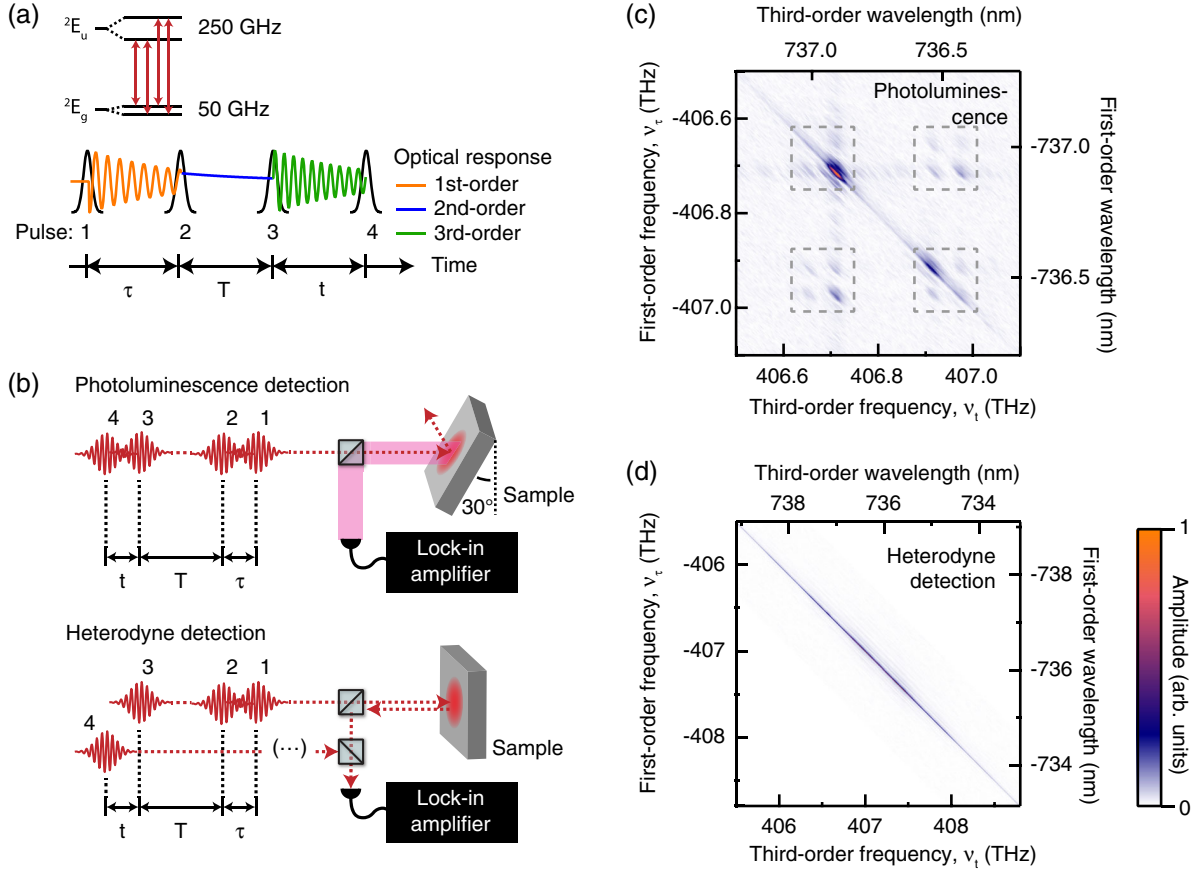 (a)
²Eᵤ
250 GHz
²E_g
50 GHz
Optical response
1st-order
2nd-order
3rd-order
Pulse: 1 2 3 4
Time
τ T t
(b)
Photoluminescence detection
4 3 2 1
Sample
30°
Lock-in
amplifier
t T τ
Heterodyne detection
3 2 1
4
(...)
Sample
Lock-in
amplifier
t T τ
(c)
Third-order wavelength (nm)
737.0 736.5
Photolumines-
cence
First-order frequency, ν_τ (THz)
-406.6
-406.8
-407.0
-737.0
-736.5
First-order wavelength (nm)
406.6 406.8 407.0
Third-order frequency, ν_t (THz)
(d)
Third-order wavelength (nm)
738 736 734
Heterodyne
detection
First-order frequency, ν_τ (THz)
-406
-407
-408
-738
-736
-734
First-order wavelength (nm)
406 407 408
Third-order frequency, ν_t (THz)
1
0
Amplitude (arb. units)